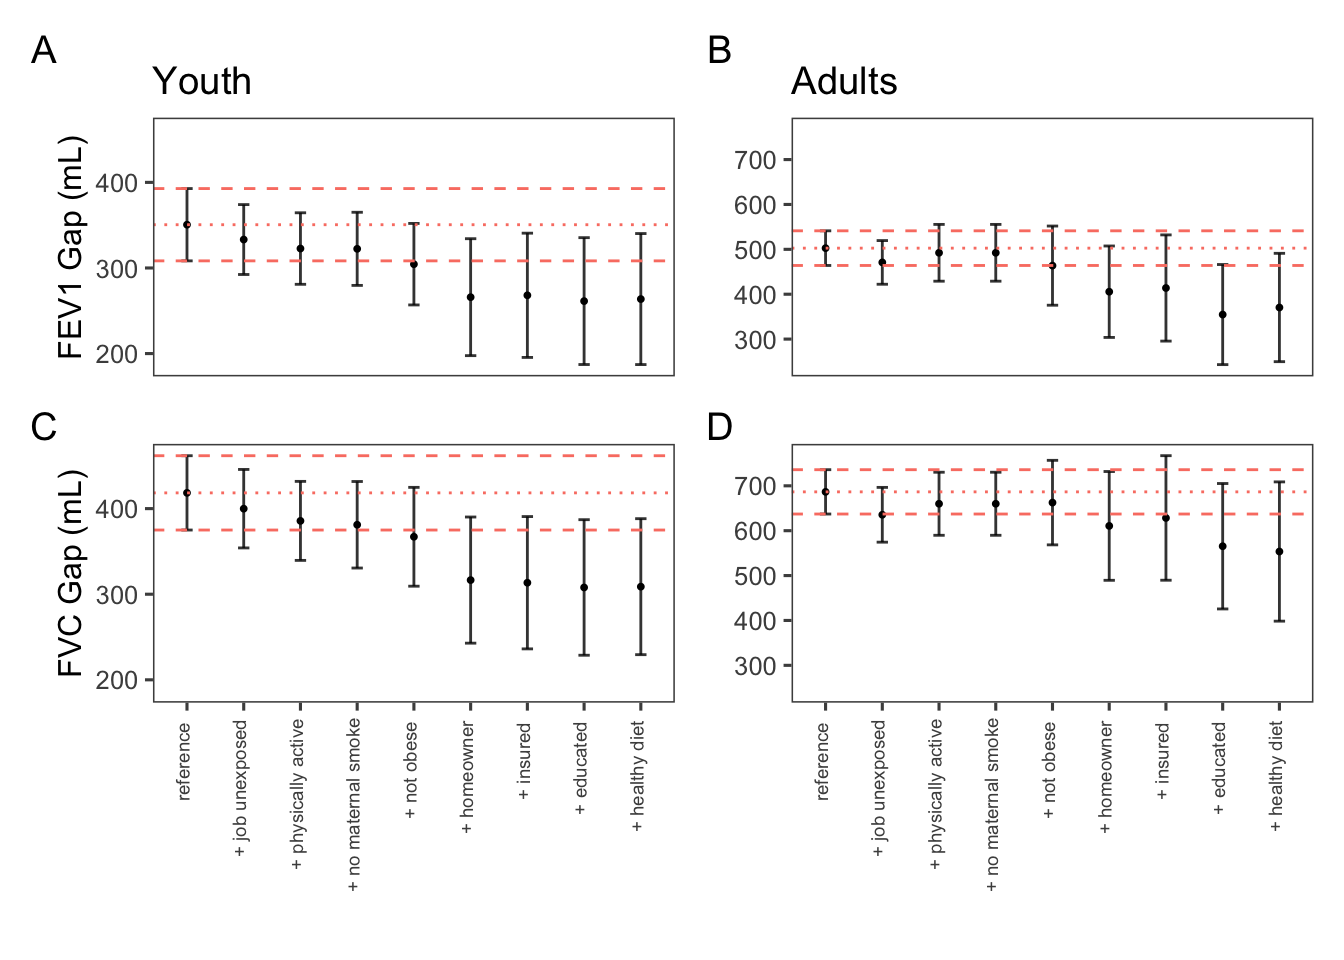 A
Youth
FEV1 Gap (mL)
400
300
200
B
Adults
700
600
500
400
300
C
FVC Gap (mL)
400
300
200
reference
+ job unexposed
+ physically active
+ no maternal smoke
+ not obese
+ homeowner
+ insured
+ educated
+ healthy diet
D
700
600
500
400
300
reference
+ job unexposed
+ physically active
+ no maternal smoke
+ not obese
+ homeowner
+ insured
+ educated
+ healthy diet